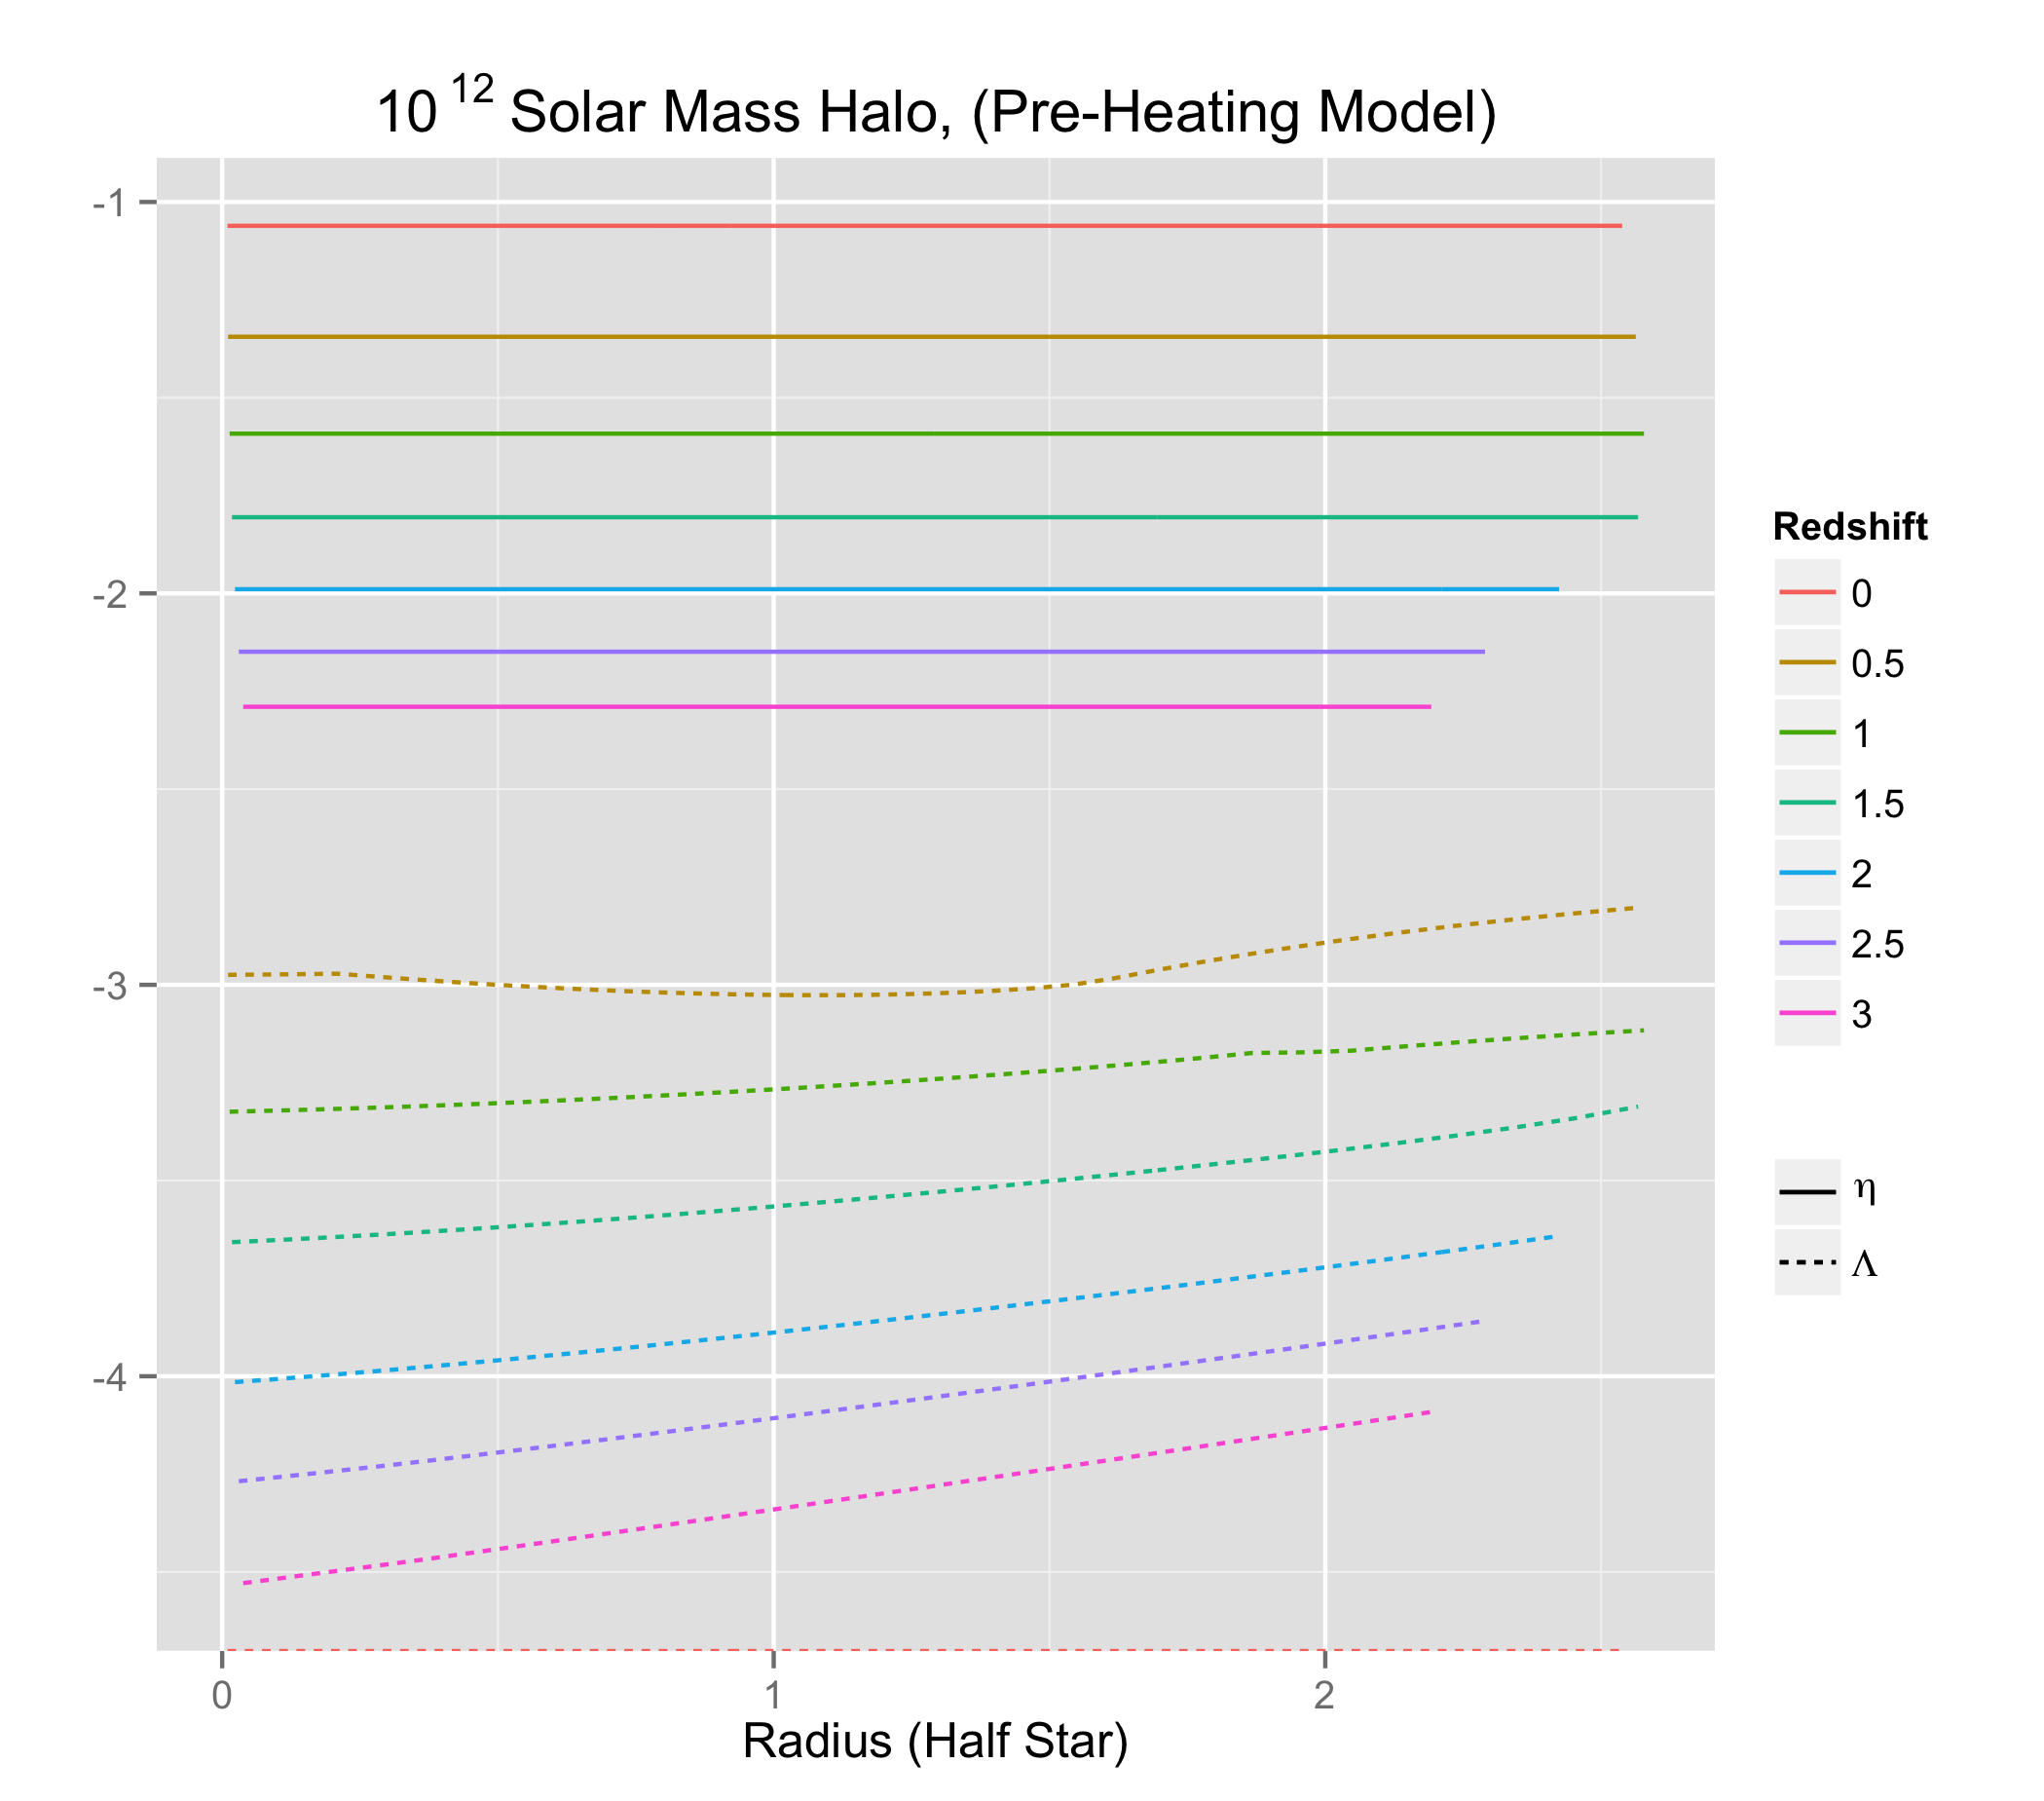 10 12 Solar Mass Halo, (Pre-Heating Model)
-1
-2
-3
-4
0
1
2
Radius (Half Star)
Redshift
0
0.5
1
1.5
2
2.5
3
η
Λ